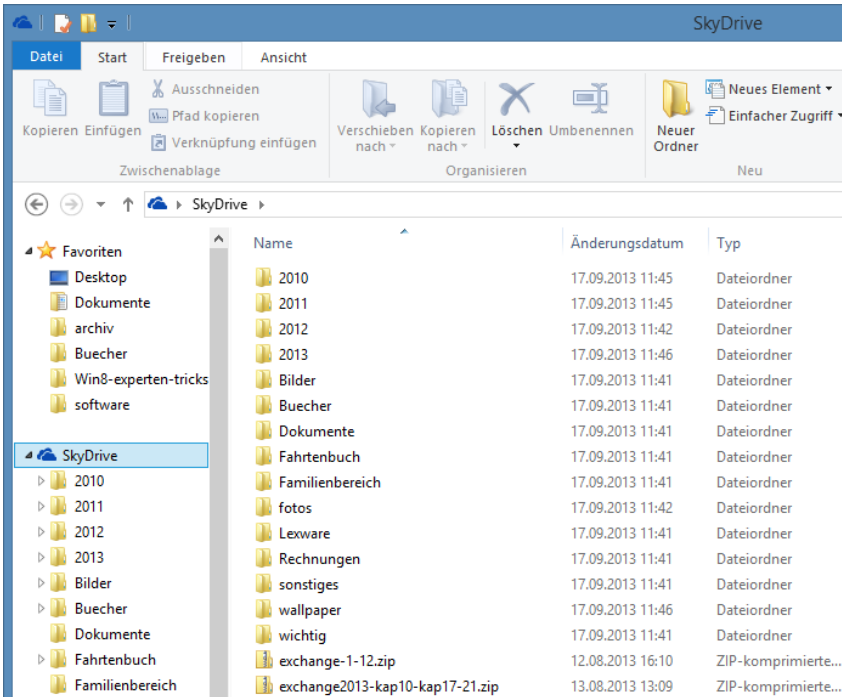 SkyDrive
Datei Start Freigeben Ansicht
Kopieren Einfügen
Ausschneiden
Pfad kopieren
Verknüpfung einfügen
Zwischenablage
Verschieben nach
Kopieren nach
Löschen
Umbenennen
Organisieren
Neuer Ordner
Neues Element
Einfacher Zugriff
Neu
SkyDrive
Favoriten
Desktop
Dokumente
archiv
Buecher
Win8-experten-tricks
software
SkyDrive
2010
2011
2012
2013
Bilder
Buecher
Dokumente
Fahrtenbuch
Familienbereich
Name Änderungsdatum Typ
2010 17.09.2013 11:45 Dateiordner
2011 17.09.2013 11:45 Dateiordner
2012 17.09.2013 11:42 Dateiordner
2013 17.09.2013 11:46 Dateiordner
Bilder 17.09.2013 11:41 Dateiordner
Buecher 17.09.2013 11:41 Dateiordner
Dokumente 17.09.2013 11:41 Dateiordner
Fahrtenbuch 17.09.2013 11:41 Dateiordner
Familienbereich 17.09.2013 11:41 Dateiordner
fotos 17.09.2013 11:42 Dateiordner
Lexware 17.09.2013 11:41 Dateiordner
Rechnungen 17.09.2013 11:41 Dateiordner
sonstiges 17.09.2013 11:41 Dateiordner
wallpaper 17.09.2013 11:46 Dateiordner
wichtig 17.09.2013 11:41 Dateiordner
exchange-1-12.zip 12.08.2013 16:10 ZIP-komprimierte...
exchange2013-kap10-kap17-21.zip 13.08.2013 13:09 ZIP-komprimierte...